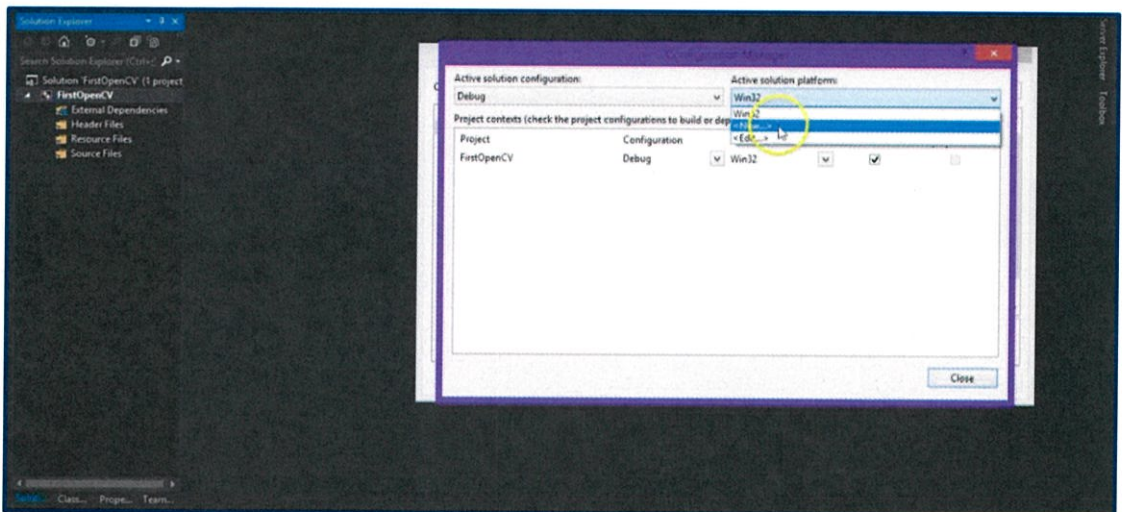 Solution Explorer
Search Solution Explorer (Ctrl+;
Solution 'FirstOpenCV' (1 project
FirstOpenCV
External Dependencies
Header Files
Resource Files
Source Files
Class... Prope... Team...
Configuration Manager
Active solution configuration:
Active solution platform:
Debug
Win32
Win32
<New...>
<Edit...>
Project contexts (check the project configurations to build or dep
Project
Configuration
FirstOpenCV
Debug
Win32
Close
Server Explorer
Toolbox